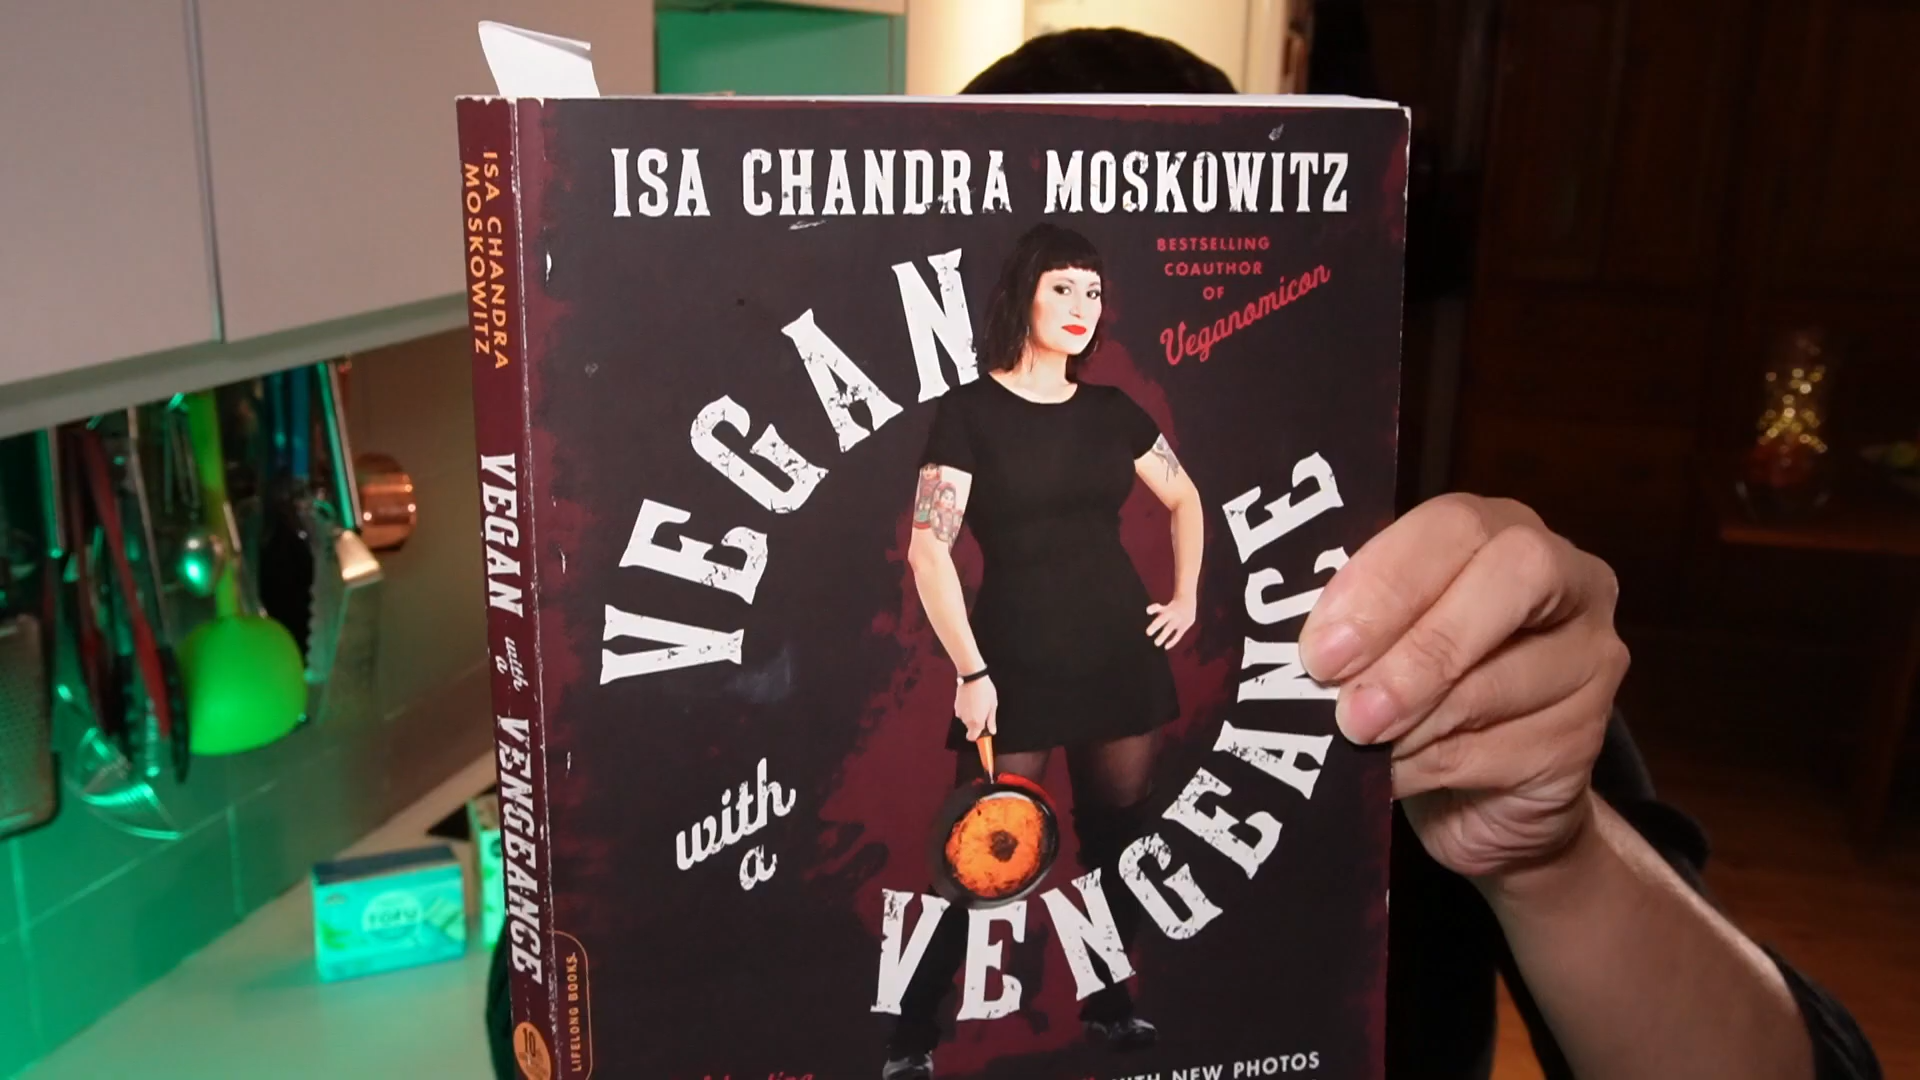 ISA CHANDRA
MOSKOWITZ
VEGAN
with
a
VENGEANCE
LIFELONG BOOKS
10
ISA CHANDRA MOSKOWITZ
BESTSELLING
COAUTHOR
OF
Veganomicon
VEGAN
with
a
VENGEANCE
WITH NEW PHOTOS
TOFU